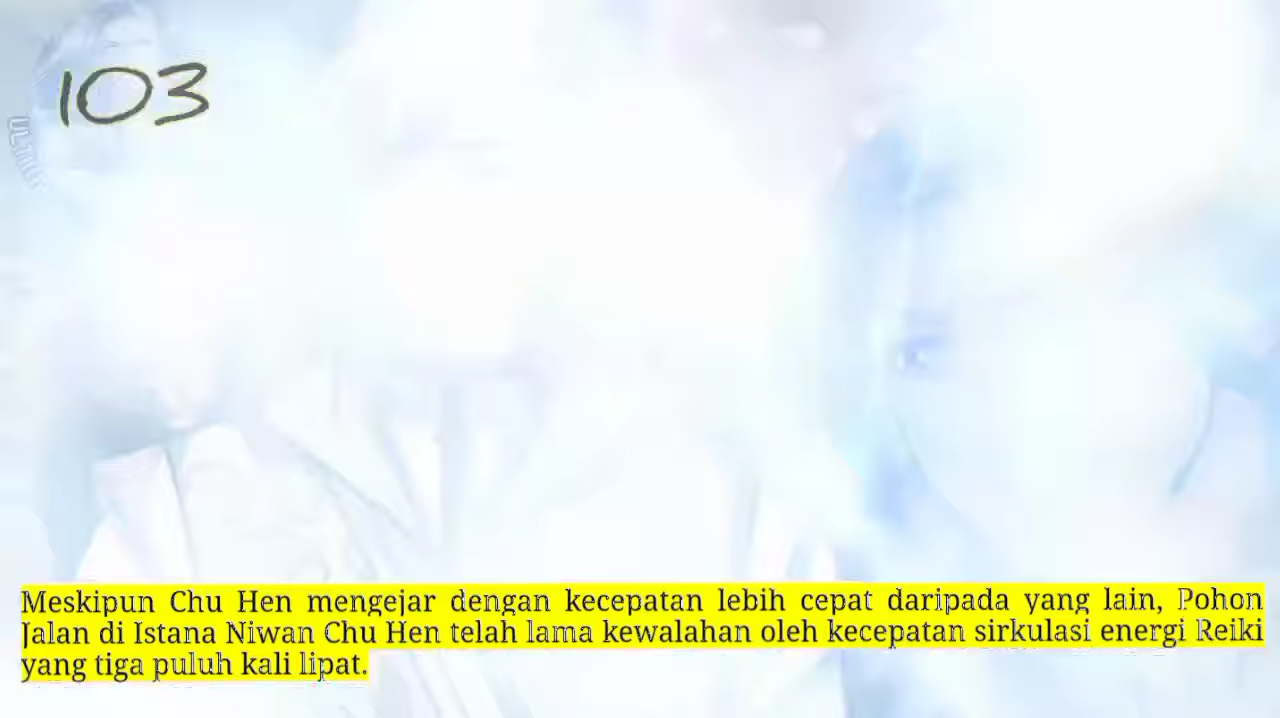 103
Meskipun Chu Hen mengejar dengan kecepatan lebih cepat daripada yang lain, Pohon
Jalan di Istana Niwan Chu Hen telah lama kewalahan oleh kecepatan sirkulasi energi Reiki
yang tiga puluh kali lipat.